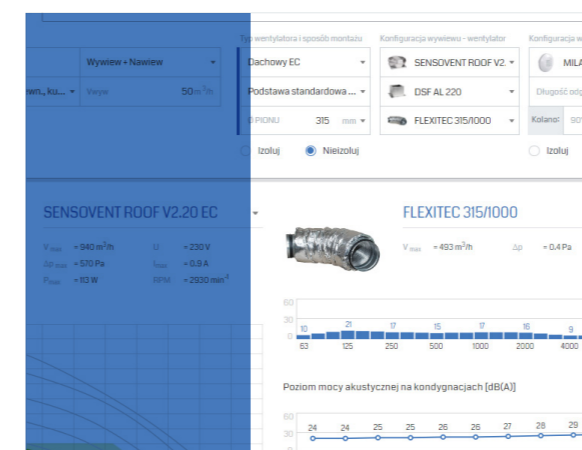 Typ wentylatora i sposób montażu Konfiguracja wywiewu - wentylator Konfiguracja w
Wywiew + Nawiew Dachowy EC SENSOVENT ROOF V2. MILA
wn., ku... Vwyw 50 m³/h Podstawa standardowa ... DSF AL 220 Długość odg
D PIONU 315 mm FLEXITEC 315/1000 Kolano: 90
Izoluj Nieizoluj Izoluj
SENSOVENT ROOF V2.20 EC FLEXITEC 315/1000
V max = 940 m³/h U = 230 V V max = 493 m³/h Δp = 0.4 Pa
Δp max = 570 Pa I max = 0.9 A
P max = 113 W RPM = 2930 min⁻¹
60
30
0
10 21 17 15 17 16 9
63 125 250 500 1000 2000 4000
Poziom mocy akustycznej na kondygnacjach [dB(A)]
60
30
0
24 24 25 25 26 26 27 28 29